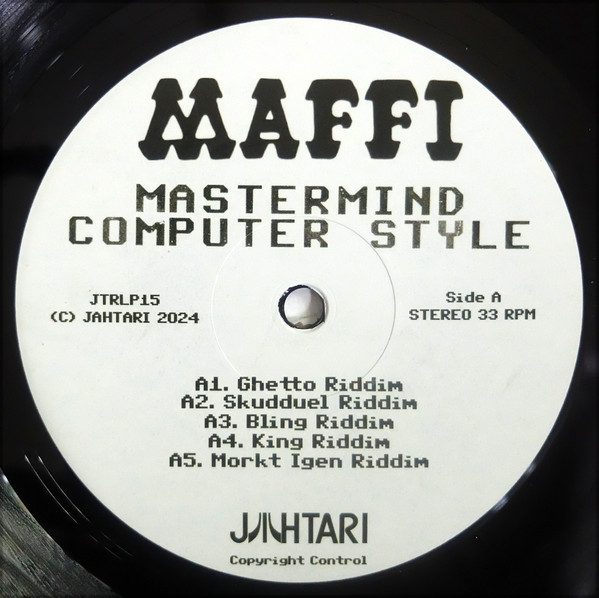 MAFFI
MASTERMIND
COMPUTER STYLE
JTRLP15
(C) JAHTARI 2024
Side A
STEREO 33 RPM
A1. Ghetto Riddim
A2. Skudduel Riddim
A3. Bling Riddim
A4. King Riddim
A5. Morkt Igen Riddim
JAHTARI
Copyright Control